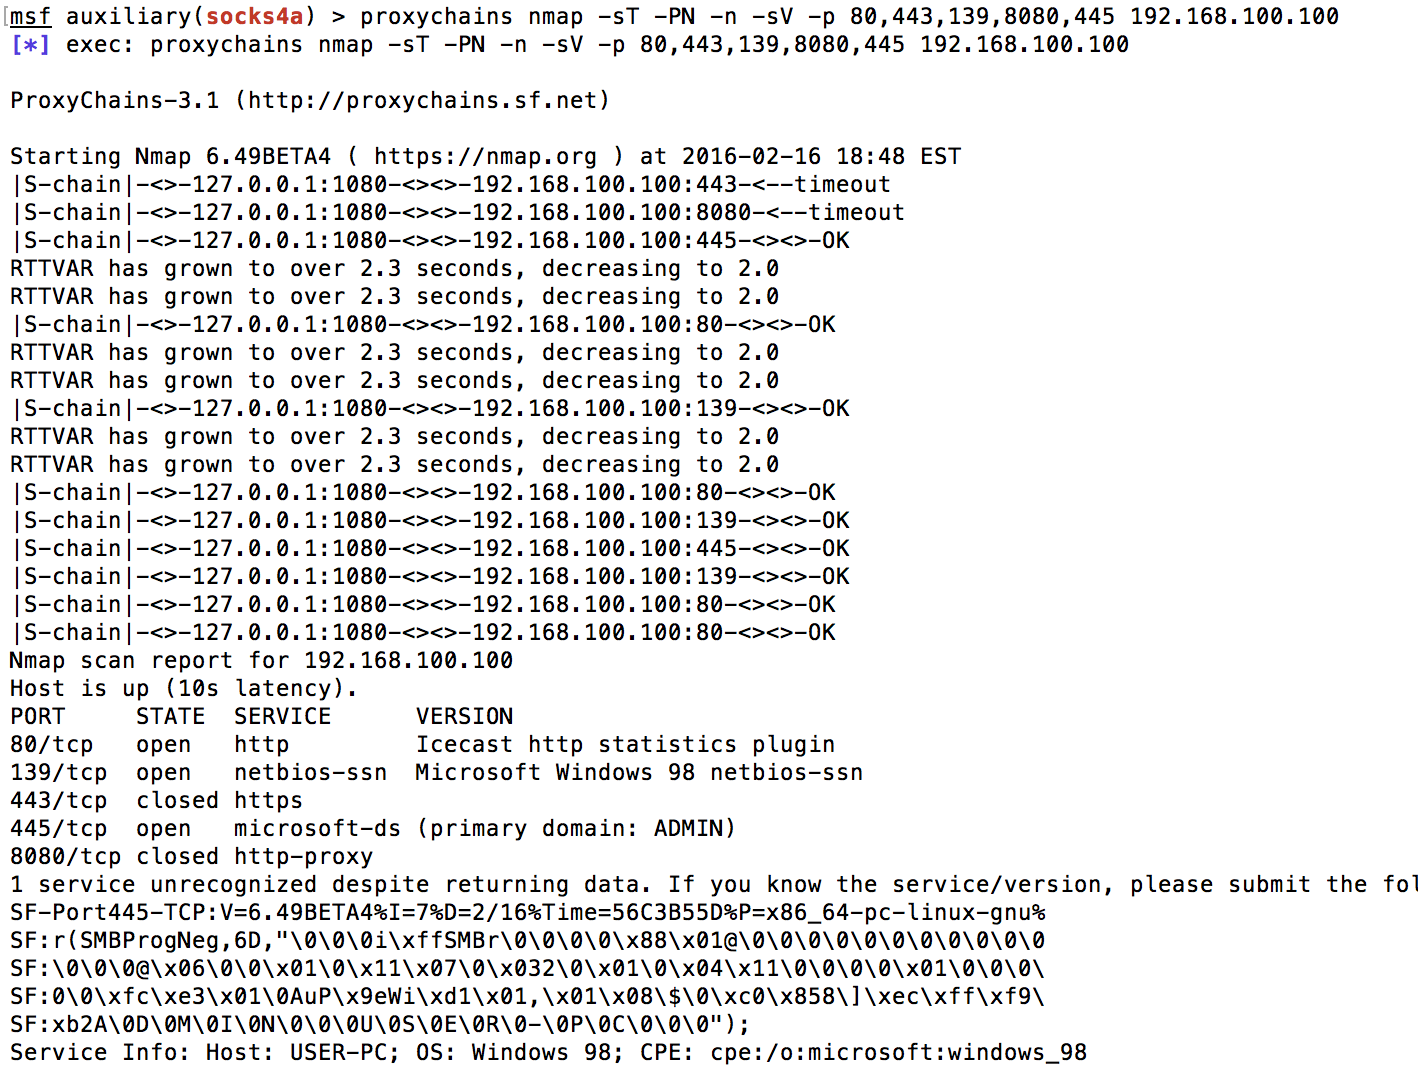 msf auxiliary(socks4a) > proxychains nmap -sT -PN -n -sV -p 80,443,139,8080,445 192.168.100.100
[*] exec: proxychains nmap -sT -PN -n -sV -p 80,443,139,8080,445 192.168.100.100
ProxyChains-3.1 (http://proxychains.sf.net)
Starting Nmap 6.49BETA4 ( https://nmap.org ) at 2016-02-16 18:48 EST
|S-chain|-<>-127.0.0.1:1080-<><>-192.168.100.100:443-<--timeout
|S-chain|-<>-127.0.0.1:1080-<><>-192.168.100.100:8080-<--timeout
|S-chain|-<>-127.0.0.1:1080-<><>-192.168.100.100:445-<><>-OK
RTTVAR has grown to over 2.3 seconds, decreasing to 2.0
RTTVAR has grown to over 2.3 seconds, decreasing to 2.0
|S-chain|-<>-127.0.0.1:1080-<><>-192.168.100.100:80-<><>-OK
RTTVAR has grown to over 2.3 seconds, decreasing to 2.0
RTTVAR has grown to over 2.3 seconds, decreasing to 2.0
|S-chain|-<>-127.0.0.1:1080-<><>-192.168.100.100:139-<><>-OK
RTTVAR has grown to over 2.3 seconds, decreasing to 2.0
RTTVAR has grown to over 2.3 seconds, decreasing to 2.0
|S-chain|-<>-127.0.0.1:1080-<><>-192.168.100.100:80-<><>-OK
|S-chain|-<>-127.0.0.1:1080-<><>-192.168.100.100:139-<><>-OK
|S-chain|-<>-127.0.0.1:1080-<><>-192.168.100.100:445-<><>-OK
|S-chain|-<>-127.0.0.1:1080-<><>-192.168.100.100:139-<><>-OK
|S-chain|-<>-127.0.0.1:1080-<><>-192.168.100.100:80-<><>-OK
|S-chain|-<>-127.0.0.1:1080-<><>-192.168.100.100:80-<><>-OK
Nmap scan report for 192.168.100.100
Host is up (10s latency).
PORT     STATE  SERVICE      VERSION
80/tcp   open   http         Icecast http statistics plugin
139/tcp  open   netbios-ssn  Microsoft Windows 98 netbios-ssn
443/tcp  closed https
445/tcp  open   microsoft-ds (primary domain: ADMIN)
8080/tcp closed http-proxy
1 service unrecognized despite returning data. If you know the service/version, please submit the fol
SF-Port445-TCP:V=6.49BETA4%I=7%D=2/16%Time=56C3B55D%P=x86_64-pc-linux-gnu%
SF:r(SMBProgNeg,6D,"\0\0\0i\xffSMBr\0\0\0\0\x88\x01@\0\0\0\0\0\0\0\0\0\0\0
SF:\0\0\0@\x06\0\0\x01\0\x11\x07\0\x032\0\x01\0\x04\x11\0\0\0\0\x01\0\0\0\
SF:0\0\xfc\xe3\x01\0AuP\x9eWi\xd1\x01,\x01\x08\$\0\xc0\x858\]\xec\xff\xf9\
SF:xb2A\0D\0M\0I\0N\0\0\0U\0S\0E\0R\0-\0P\0C\0\0\0");
Service Info: Host: USER-PC; OS: Windows 98; CPE: cpe:/o:microsoft:windows_98